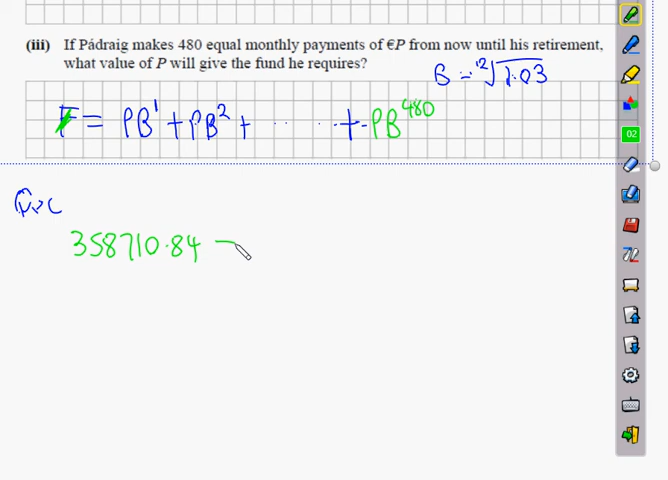 (iii) If Pádraig makes 480 equal monthly payments of €P from now until his retirement,
what value of P will give the fund he requires?
B = ¹²√1.03
F = PB¹ + PB² + · · · · · + PB⁴⁸⁰
358710.84
02